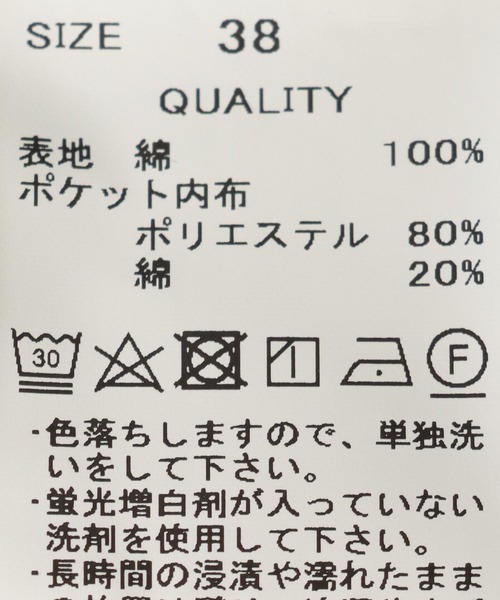 SIZE 38
QUALITY
表地 綿 100%
ポケット内布
ポリエステル 80%
綿 20%
30 F
・色落ちしますので、単独洗
いをして下さい。
・蛍光増白剤が入っていない
洗剤を使用して下さい。
・長時間の浸漬や濡れたまま